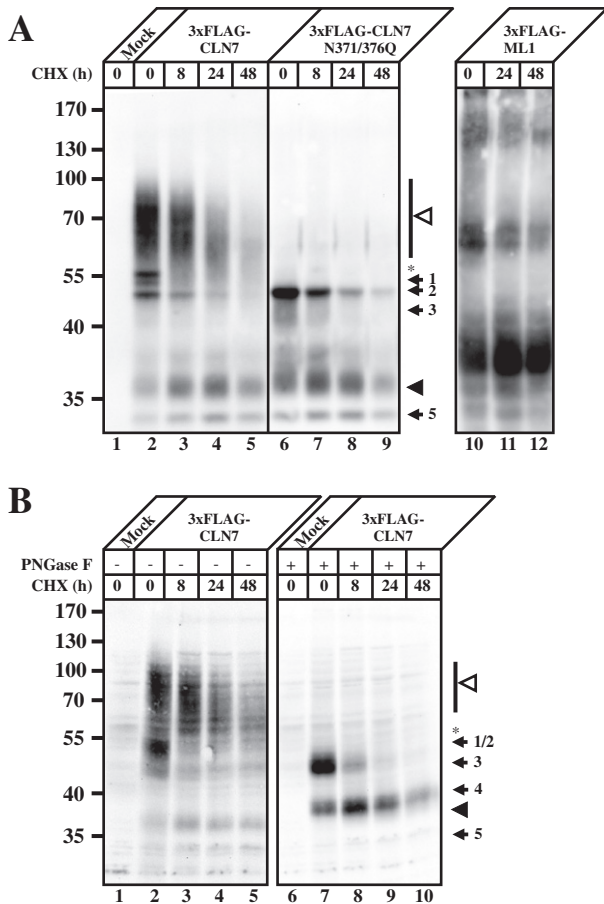 A
Mock
3xFLAG-
CLN7
3xFLAG-CLN7
N371/376Q
3xFLAG-
ML1
CHX (h) 0 0 8 24 48 0 8 24 48 0 24 48
170
130
100
70
55
40
35
*
1
2
3
5
1 2 3 4 5 6 7 8 9 10 11 12
B
Mock
3xFLAG-
CLN7
Mock
3xFLAG-
CLN7
PNGase F - - - - - + + + + +
CHX (h) 0 0 8 24 48 0 0 8 24 48
170
130
100
70
55
40
35
*
1/2
3
4
5
1 2 3 4 5 6 7 8 9 10